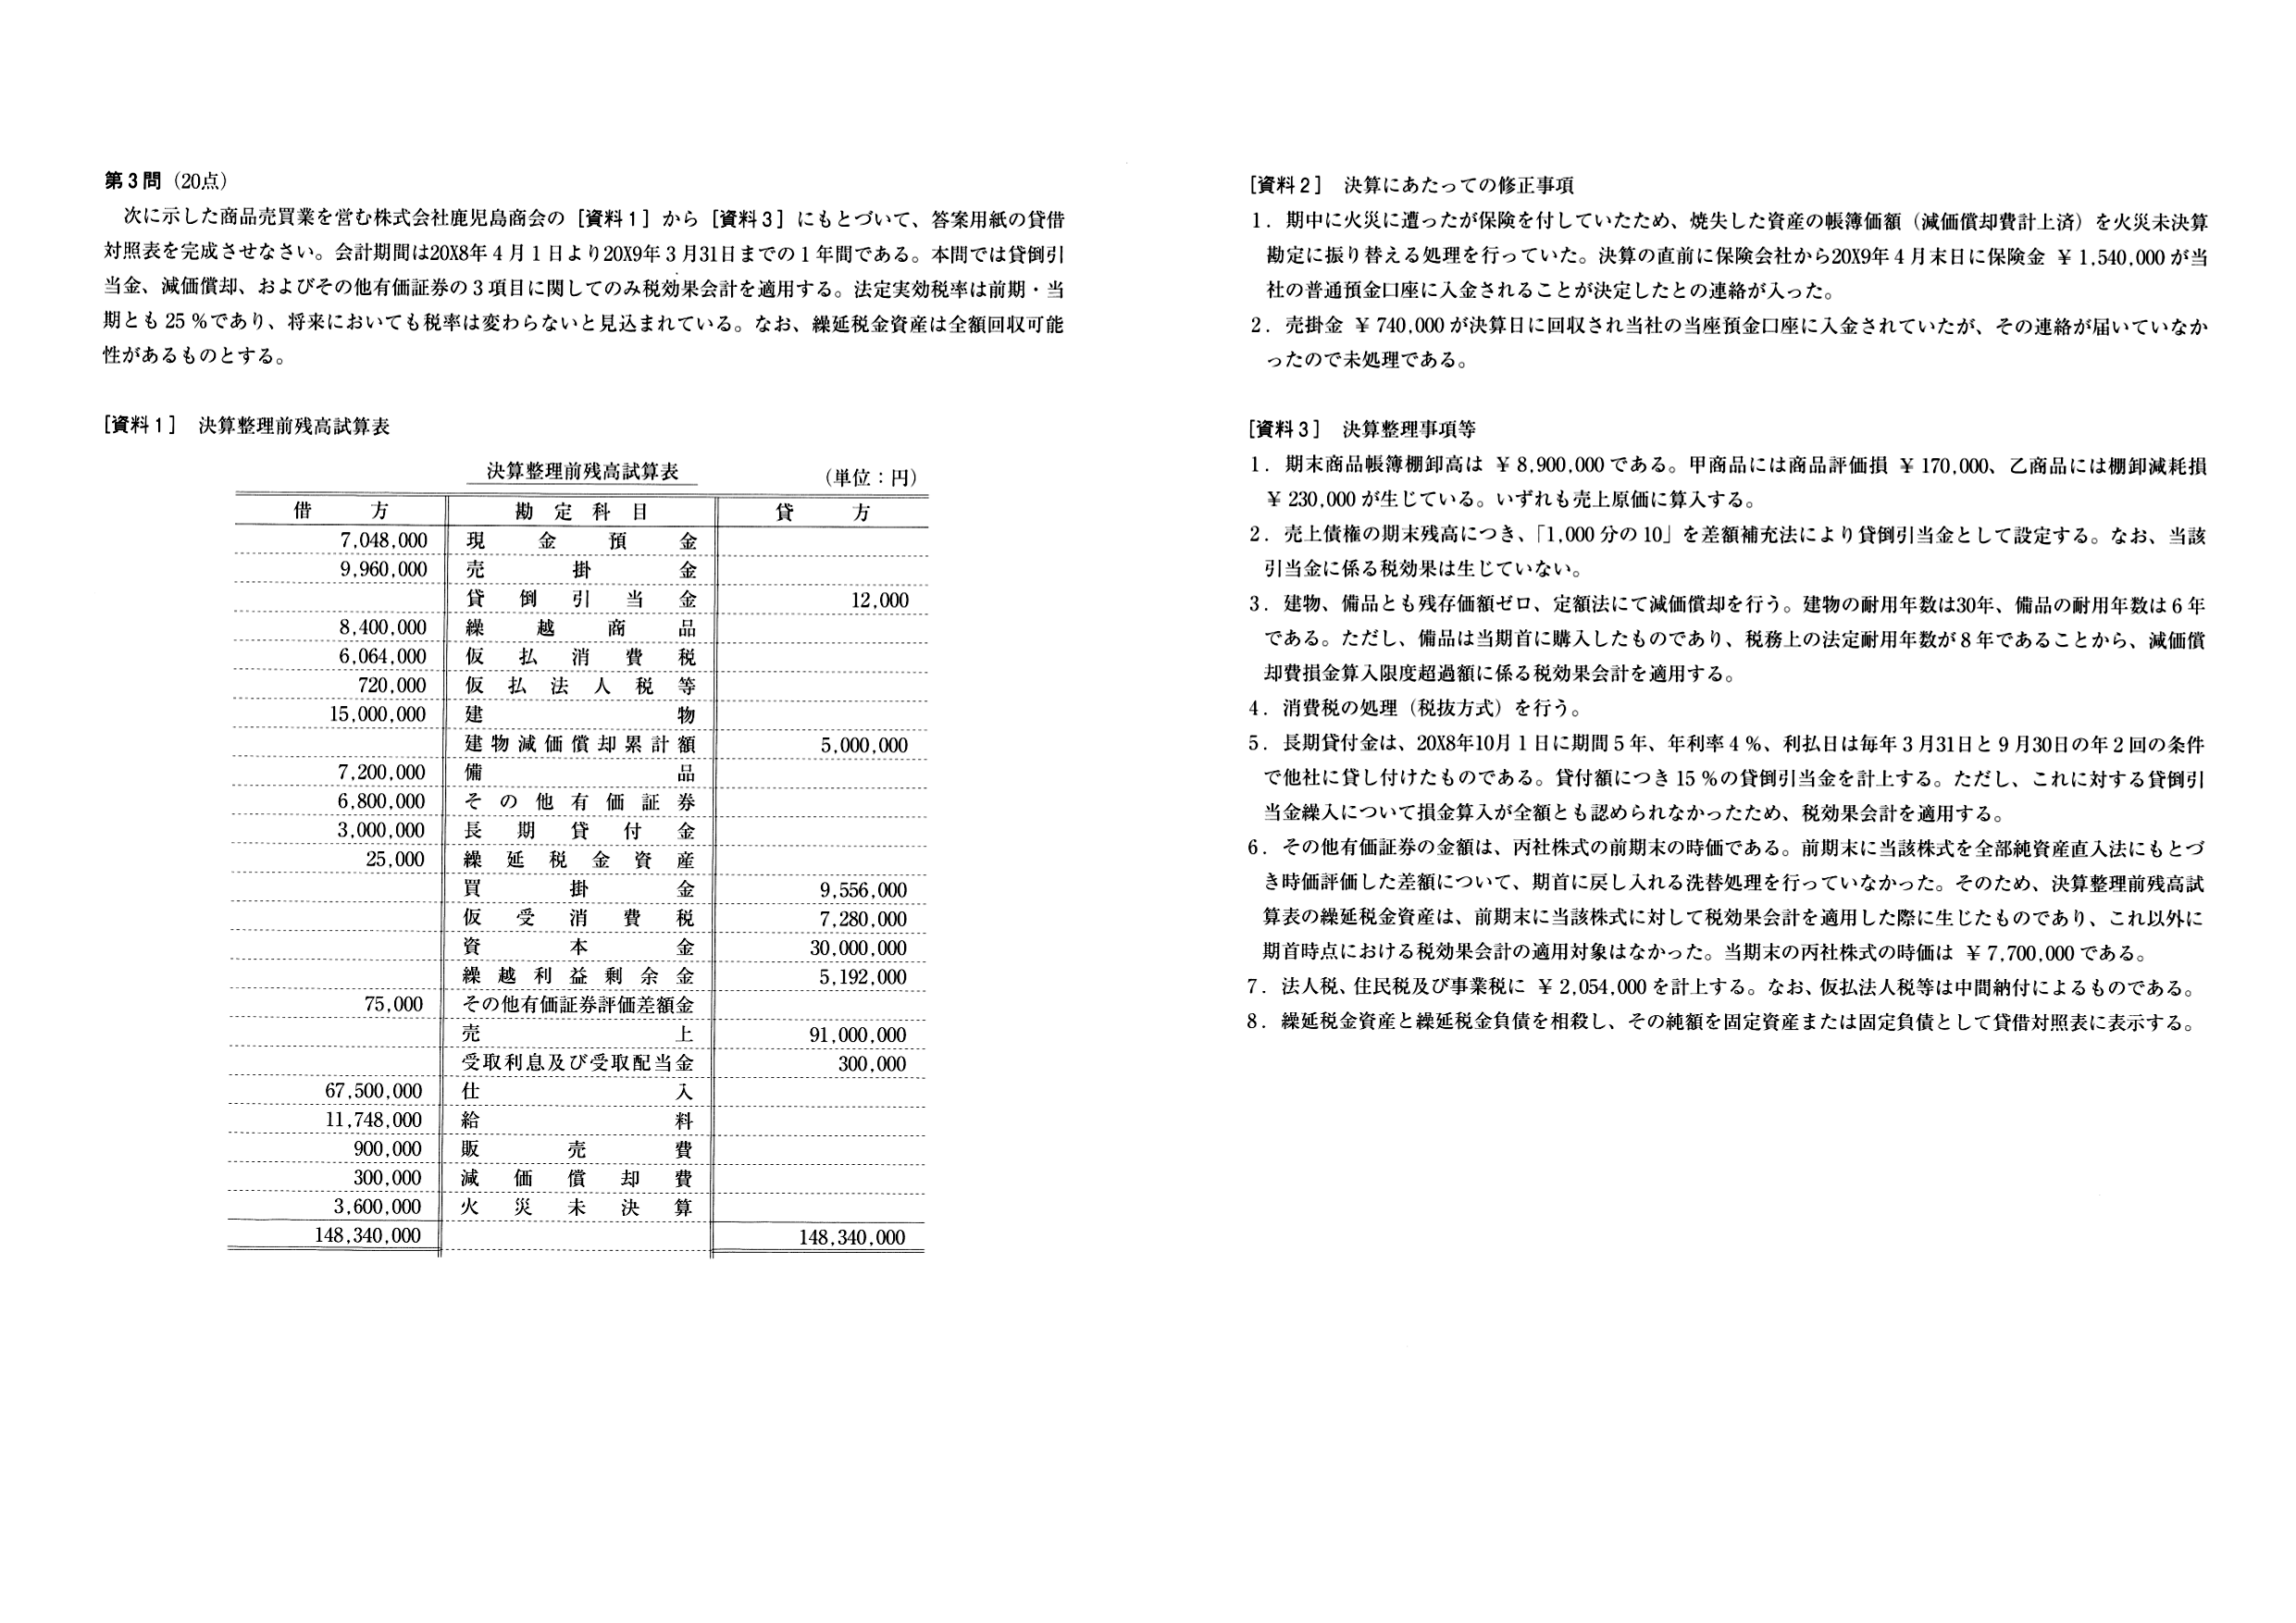 第3問（20点）
次に示した商品売買業を営む株式会社鹿児島商会の［資料1］から［資料3］にもとづいて、答案用紙の貸借
対照表を完成させなさい。会計期間は20X8年4月1日より20X9年3月31日までの1年間である。本問では貸倒引
当金、減価償却、およびその他有価証券の3項目に関してのみ税効果会計を適用する。法定実効税率は前期・当
期とも25％であり、将来においても税率は変わらないと見込まれている。なお、繰延税金資産は全額回収可能
性があるものとする。
［資料1］ 決算整理前残高試算表
決算整理前残高試算表 （単位：円）
借方 勘定科目 貸方
7,048,000 現金預金
9,960,000 売掛金
貸倒引当金 12,000
8,400,000 繰越商品
6,064,000 仮払消費税
720,000 仮払法人税等
15,000,000 建物
建物減価償却累計額 5,000,000
7,200,000 備品
6,800,000 その他有価証券
3,000,000 長期貸付金
25,000 繰延税金資産
買掛金 9,556,000
仮受消費税 7,280,000
資本金 30,000,000
繰越利益剰余金 5,192,000
75,000 その他有価証券評価差額金
売上 91,000,000
受取利息及び受取配当金 300,000
67,500,000 仕入
11,748,000 給料
900,000 販売費
300,000 減価償却費
3,600,000 火災未決算
148,340,000 148,340,000
［資料2］ 決算にあたっての修正事項
1．期中に火災に遭ったが保険を付していたため、焼失した資産の帳簿価額（減価償却費計上済）を火災未決算
勘定に振り替える処理を行っていた。決算の直前に保険会社から20X9年4月末日に保険金 ￥1,540,000が当
社の普通預金口座に入金されることが決定したとの連絡が入った。
2．売掛金 ￥740,000が決算日に回収され当社の当座預金口座に入金されていたが、その連絡が届いていなか
ったので未処理である。
［資料3］ 決算整理事項等
1．期末商品帳簿棚卸高は ￥8,900,000である。甲商品には商品評価損 ￥170,000、乙商品には棚卸減耗損
￥230,000が生じている。いずれも売上原価に算入する。
2．売上債権の期末残高につき、「1,000分の10」を差額補充法により貸倒引当金として設定する。なお、当該
引当金に係る税効果は生じていない。
3．建物、備品とも残存価額ゼロ、定額法にて減価償却を行う。建物の耐用年数は30年、備品の耐用年数は6年
である。ただし、備品は当期首に購入したものであり、税務上の法定耐用年数が8年であることから、減価償
却費損金算入限度超過額に係る税効果会計を適用する。
4．消費税の処理（税抜方式）を行う。
5．長期貸付金は、20X8年10月1日に期間5年、年利率4％、利払日は毎年3月31日と9月30日の年2回の条件
で他社に貸し付けたものである。貸付額につき15％の貸倒引当金を計上する。ただし、これに対する貸倒引
当金繰入について損金算入が全額とも認められなかったため、税効果会計を適用する。
6．その他有価証券の金額は、丙社株式の前期末の時価である。前期末に当該株式を全部純資産直入法にもとづ
き時価評価した差額について、期首に戻し入れる洗替処理を行っていなかった。そのため、決算整理前残高試
算表の繰延税金資産は、前期末に当該株式に対して税効果会計を適用した際に生じたものであり、これ以外に
期首時点における税効果会計の適用対象はなかった。当期末の丙社株式の時価は ￥7,700,000である。
7．法人税、住民税及び事業税に ￥2,054,000を計上する。なお、仮払法人税等は中間納付によるものである。
8．繰延税金資産と繰延税金負債を相殺し、その純額を固定資産または固定負債として貸借対照表に表示する。